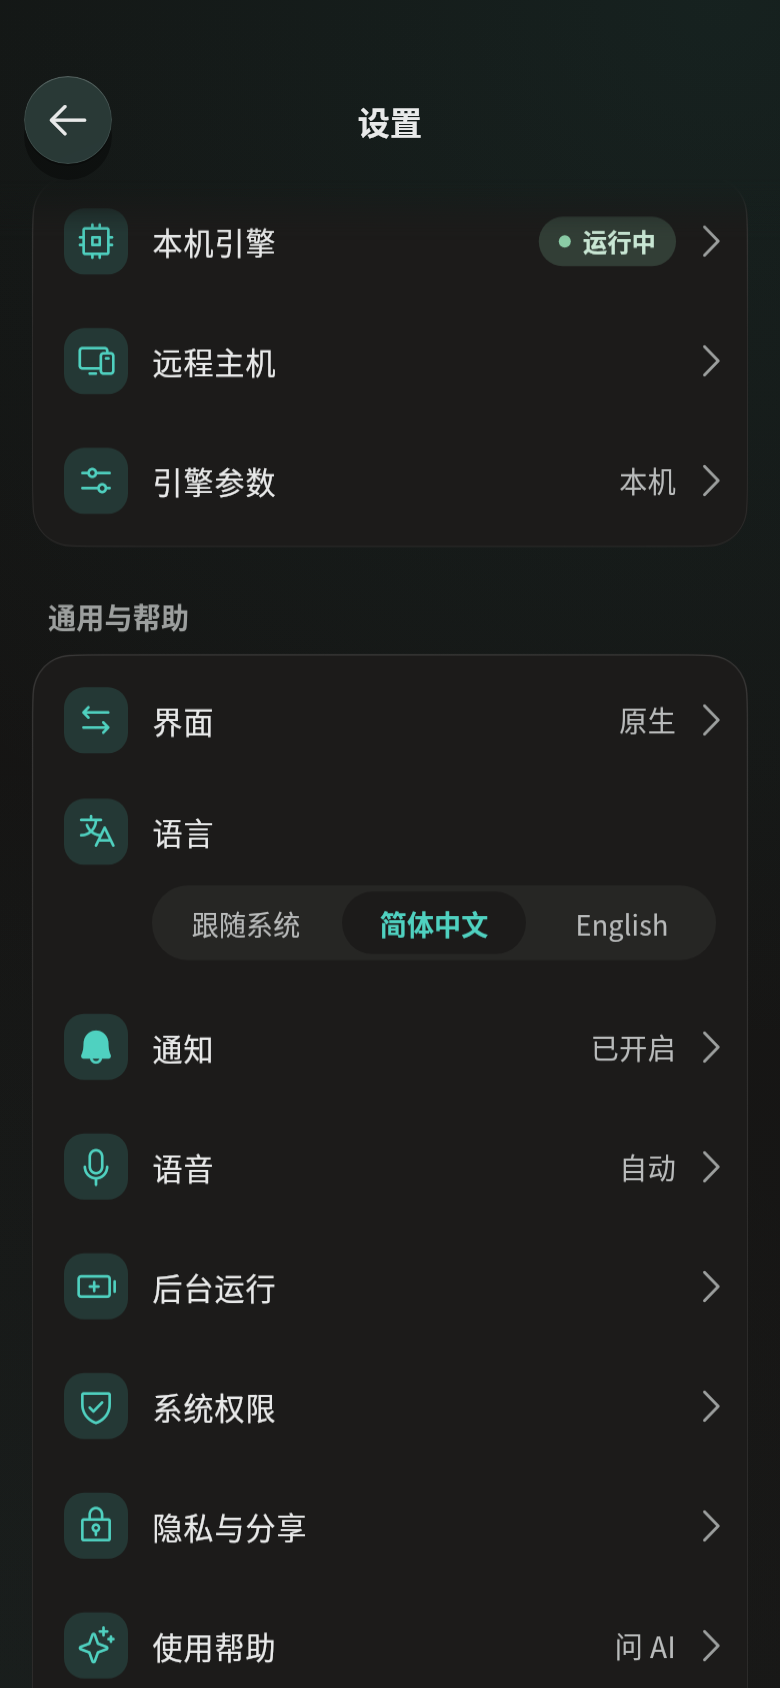 设置
本机引擎
运行中
远程主机
引擎参数
本机
通用与帮助
界面
原生
语言
跟随系统
简体中文
English
通知
已开启
语音
自动
后台运行
系统权限
隐私与分享
使用帮助
问 AI